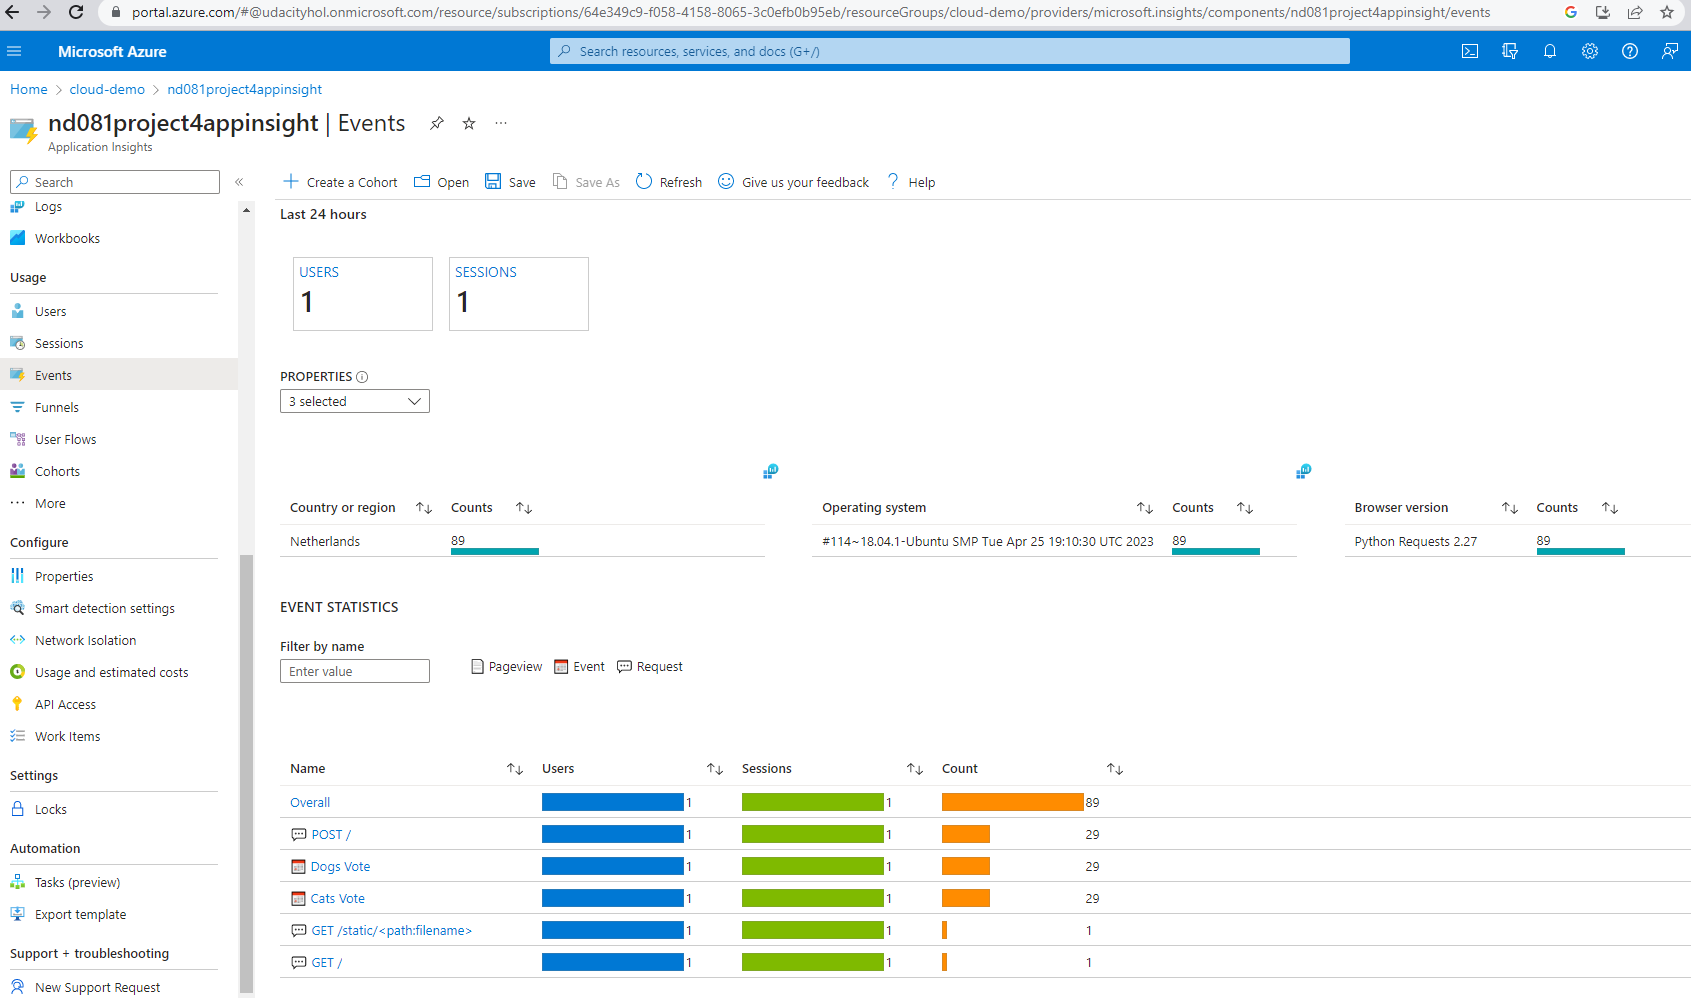 portal.azure.com/#@udacityhol.onmicrosoft.com/resource/subscriptions/64e349c9-f058-4158-8065-3c0efb0b95eb/resourceGroups/cloud-demo/providers/microsoft.insights/components/nd081project4appinsight/events
Microsoft Azure
Search resources, services, and docs (G+/)
Home > cloud-demo > nd081project4appinsight
nd081project4appinsight | Events
Application Insights
Search
Logs
Workbooks
Usage
Users
Sessions
Events
Funnels
User Flows
Cohorts
More
Configure
Properties
Smart detection settings
Network Isolation
Usage and estimated costs
API Access
Work Items
Settings
Locks
Automation
Tasks (preview)
Export template
Support + troubleshooting
New Support Request
Create a Cohort Open Save Save As Refresh Give us your feedback Help
Last 24 hours
USERS
1
SESSIONS
1
PROPERTIES
3 selected
Country or region Counts
Netherlands 89
Operating system Counts
#114~18.04.1-Ubuntu SMP Tue Apr 25 19:10:30 UTC 2023 89
Browser version Counts
Python Requests 2.27 89
EVENT STATISTICS
Filter by name
Enter value
Pageview Event Request
Name Users Sessions Count
Overall 1 1 89
POST / 1 1 29
Dogs Vote 1 1 29
Cats Vote 1 1 29
GET /static/<path:filename> 1 1 1
GET / 1 1 1